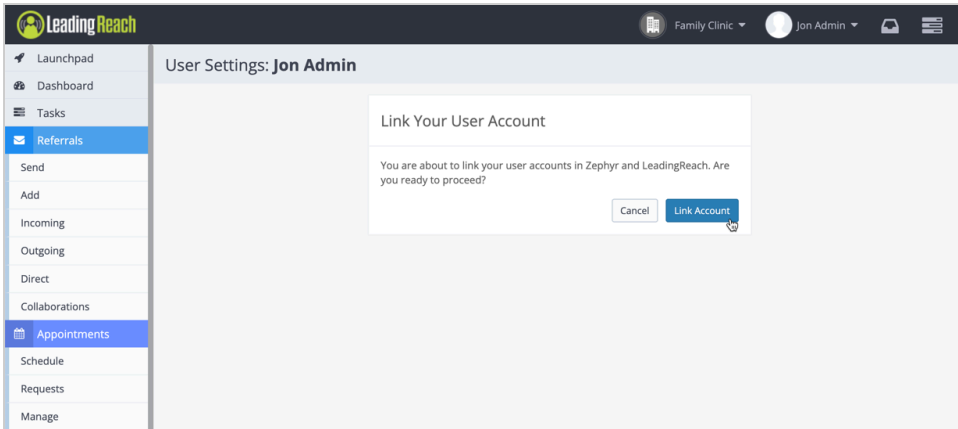 LeadingReach
Family Clinic
Jon Admin
Launchpad
Dashboard
Tasks
Referrals
Send
Add
Incoming
Outgoing
Direct
Collaborations
Appointments
Schedule
Requests
Manage
User Settings: Jon Admin
Link Your User Account
You are about to link your user accounts in Zephyr and LeadingReach. Are
you ready to proceed?
Cancel
Link Account